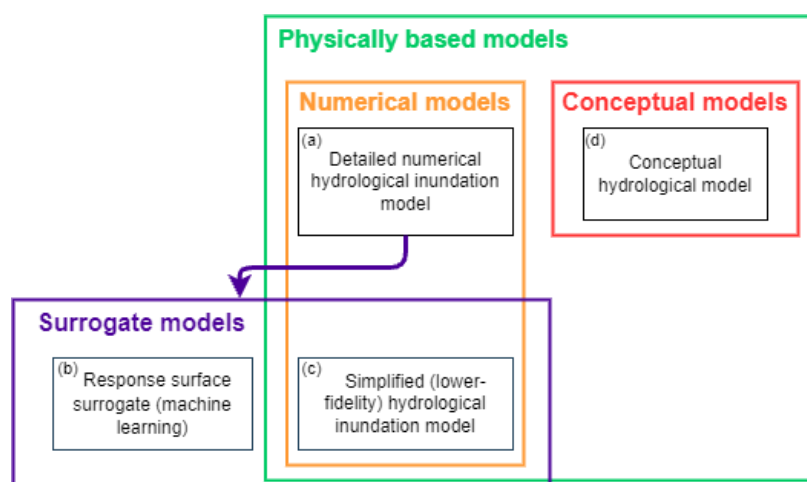 Physically based models
Numerical models
Conceptual models
(a)
Detailed numerical
hydrological inundation
model
(d)
Conceptual
hydrological model
Surrogate models
(b)
Response surface
surrogate (machine
learning)
(c)
Simplified (lower-
fidelity) hydrological
inundation model